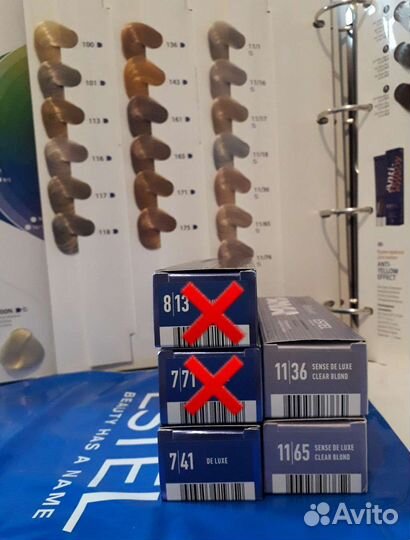 100
101
113
116
117
118
136
143
161
165
171
175
11/1
11/16
11/17
11/18
11/36
11/65
11/76
ANTI-
YELLOW
EFFECT
8/13
7/71
7/41 DE LUXE
11/36 SENSE DE LUXE
CLEAR BLOND
11/65 SENSE DE LUXE
CLEAR BLOND
ESTEL
BEAUTY HAS A NAME
Avito